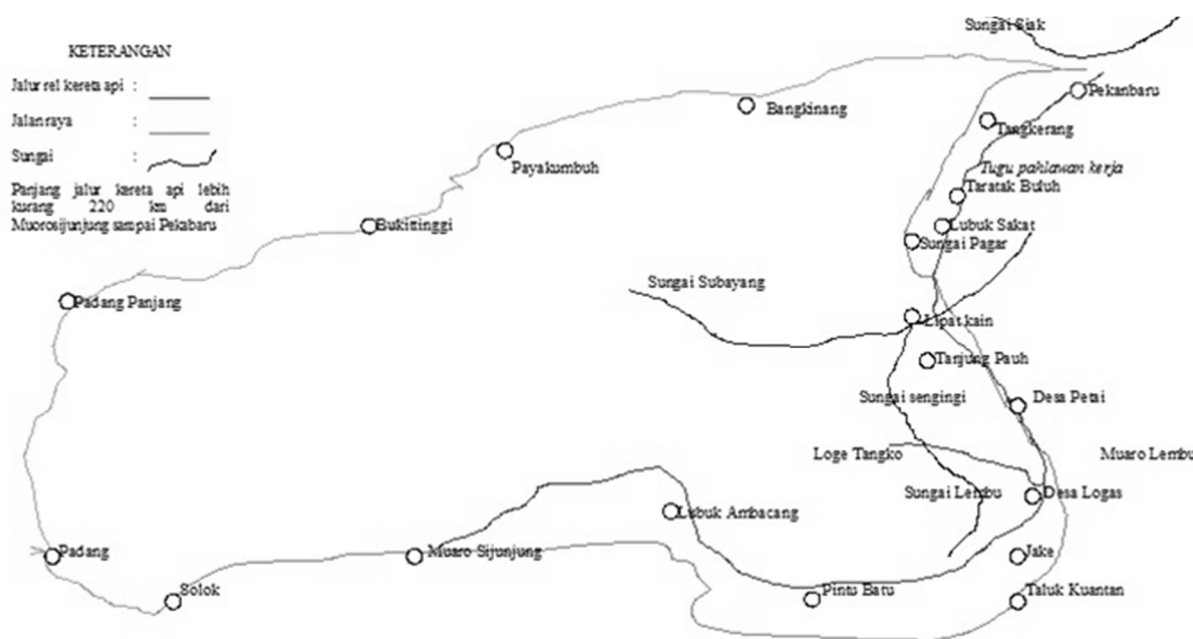 Sungai Siak
KETERANGAN
Jalur rel kereta api :
Jalan raya :
Sungai :
Panjang jalur kereta api lebih
kurang 220 km dari
Muorosijunjung sampai Pekabaru
Pekanbaru
Bangkinang
Tangkerang
Payakumbuh
Tugu pahlawan kerja
Taratak Buluh
Bukittinggi
Lubuk Sakat
Sungai Pagar
Sungai Subayang
Padang Panjang
Lipat kain
Tanjung Pauh
Sungai sengingi
Desa Petai
Loge Tangko
Muaro Lembu
Sungai Lembu
Desa Logas
Lubuk Ambacang
Padang
Muaro Sijunjung
Jake
Solok
Pintu Batu
Taluk Kuantan